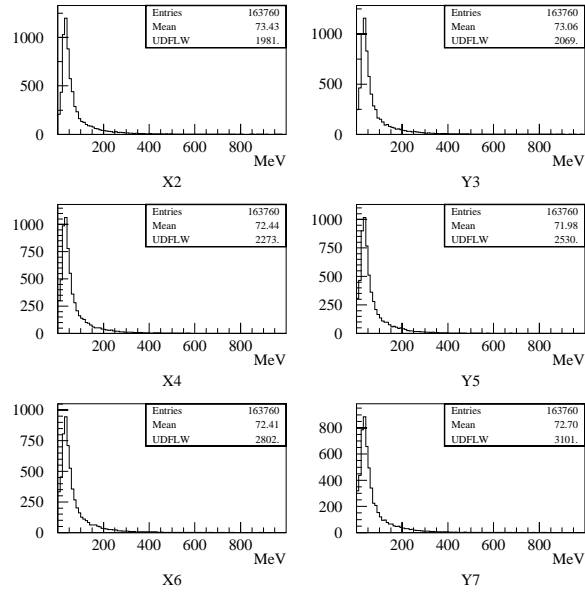 Entries 163760
Mean 73.43
UDFLW 1981.
1000
500
0
200 400 600 800
MeV
X2
Entries 163760
Mean 73.06
UDFLW 2069.
1000
500
0
200 400 600 800
MeV
Y3
Entries 163760
Mean 72.44
UDFLW 2273.
1000
750
500
250
0
200 400 600 800
MeV
X4
Entries 163760
Mean 71.98
UDFLW 2530.
1000
750
500
250
0
200 400 600 800
MeV
Y5
Entries 163760
Mean 72.41
UDFLW 2802.
1000
750
500
250
0
200 400 600 800
MeV
X6
Entries 163760
Mean 72.70
UDFLW 3101.
800
600
400
200
0
200 400 600 800
MeV
Y7